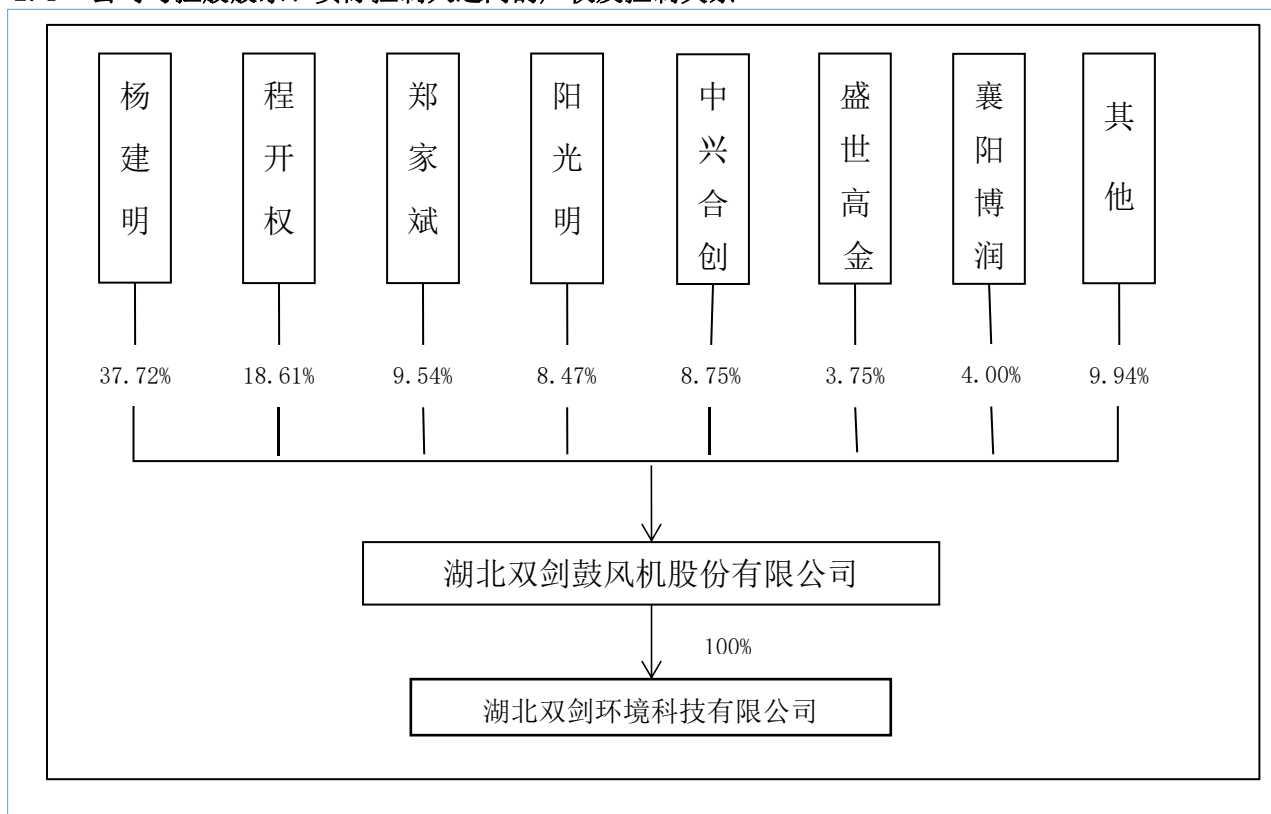 杨建明
程开权
郑家斌
阳光明
中兴合创
盛世高金
襄阳博润
其他
37.72%
18.61%
9.54%
8.47%
8.75%
3.75%
4.00%
9.94%
湖北双剑鼓风机股份有限公司
100%
湖北双剑环境科技有限公司